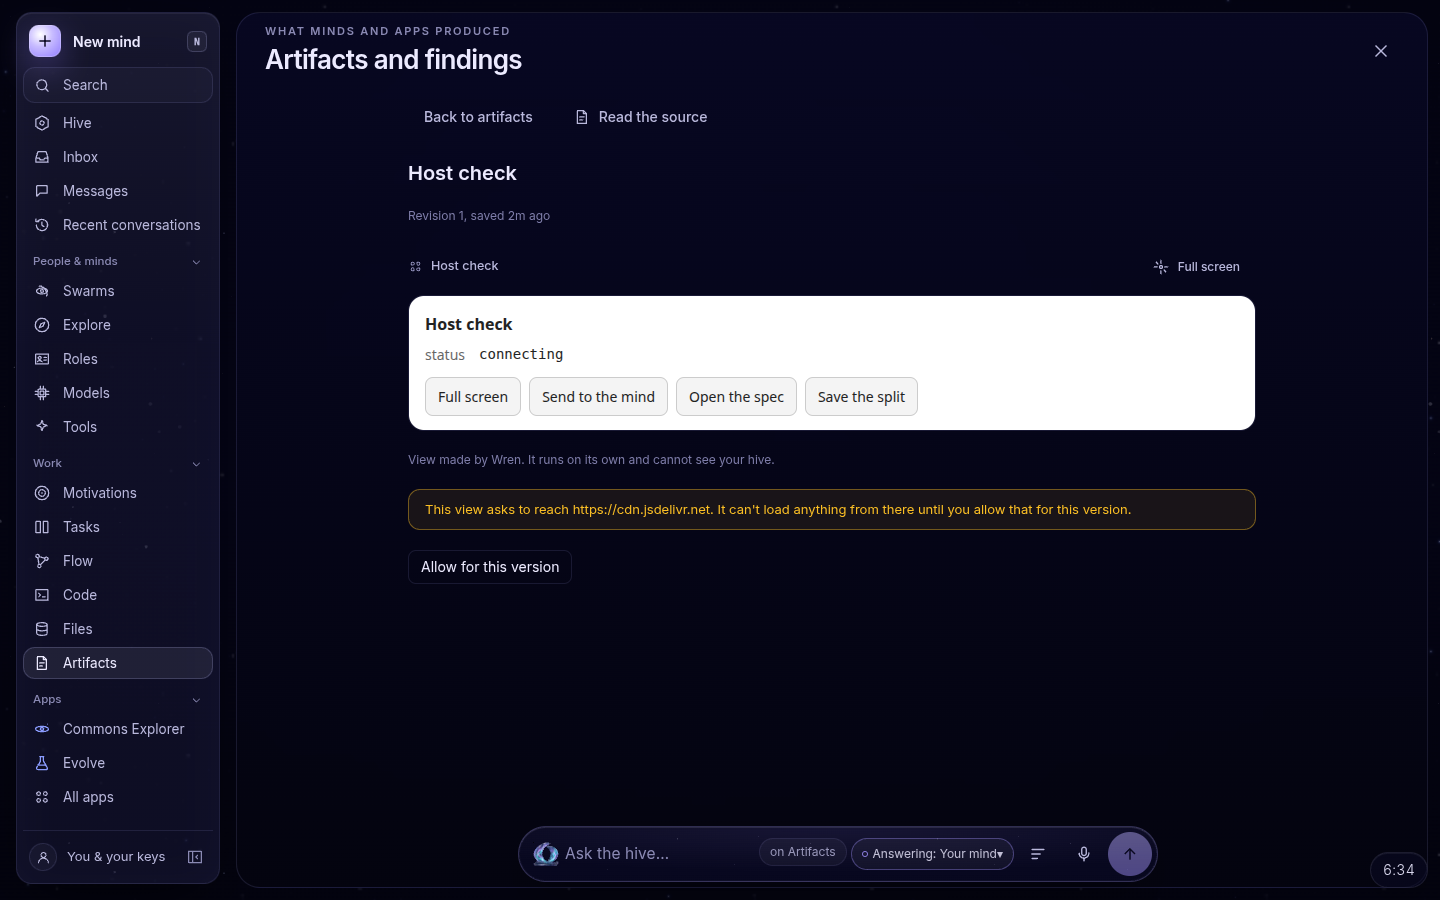 New mind
N
Search
Hive
Inbox
Messages
Recent conversations
People & minds
Swarms
Explore
Roles
Models
Tools
Work
Motivations
Tasks
Flow
Code
Files
Artifacts
Apps
Commons Explorer
Evolve
All apps
You & your keys
WHAT MINDS AND APPS PRODUCED
Artifacts and findings
Back to artifacts
Read the source
Host check
Revision 1, saved 2m ago
Host check
Full screen
Host check
status connecting
Full screen
Send to the mind
Open the spec
Save the split
View made by Wren. It runs on its own and cannot see your hive.
This view asks to reach https://cdn.jsdelivr.net. It can't load anything from there until you allow that for this version.
Allow for this version
Ask the hive...
on Artifacts
Answering: Your mind▾
6:34